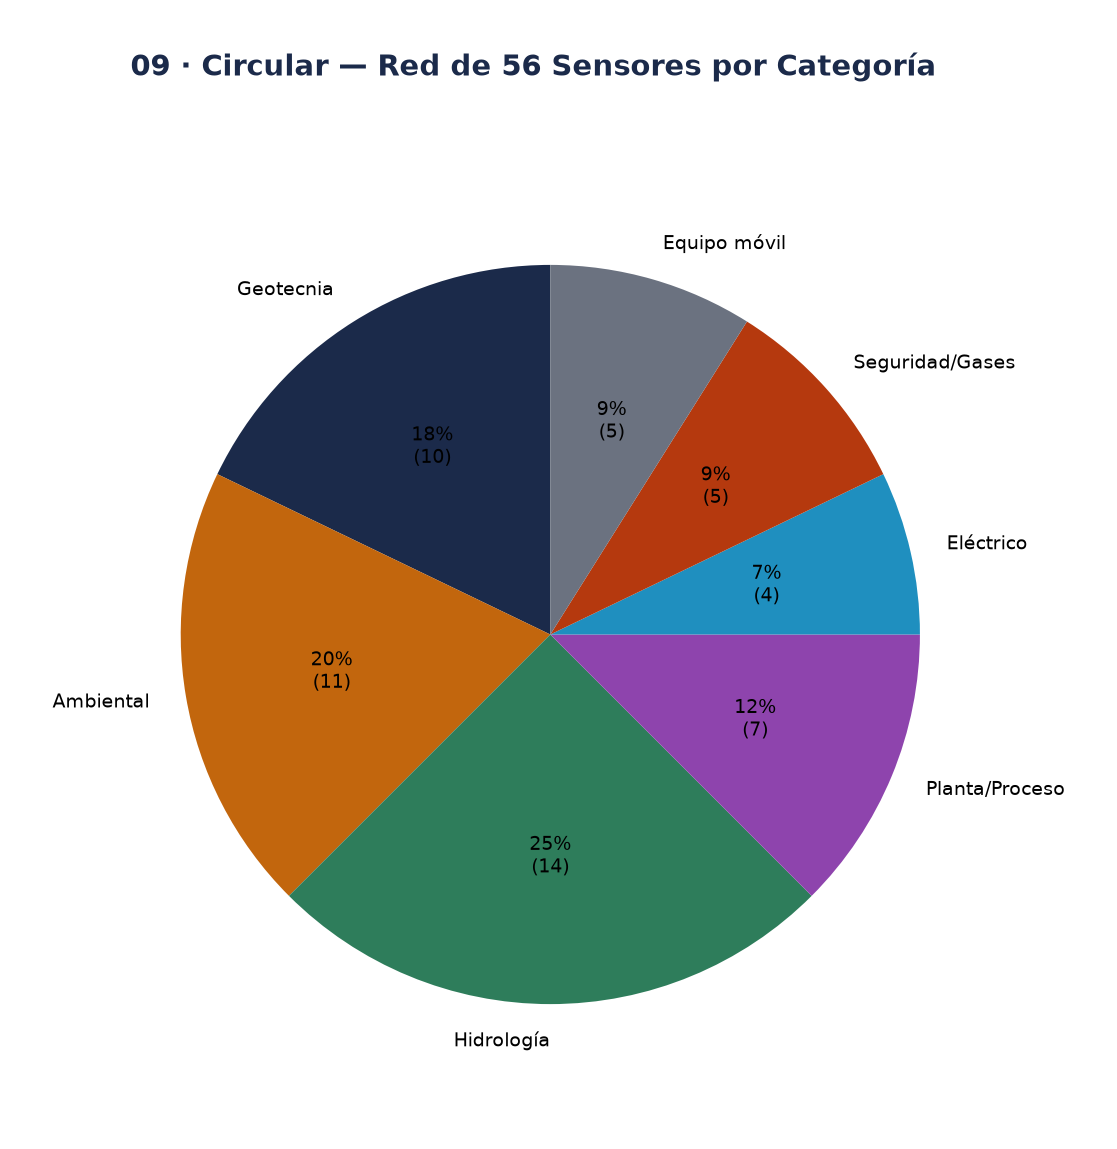 09 · Circular — Red de 56 Sensores por Categoría
Equipo móvil
Geotecnia
Seguridad/Gases
9%
(5)
18%
(10)
9%
(5)
Eléctrico
7%
(4)
20%
(11)
Ambiental
12%
(7)
Planta/Proceso
25%
(14)
Hidrología